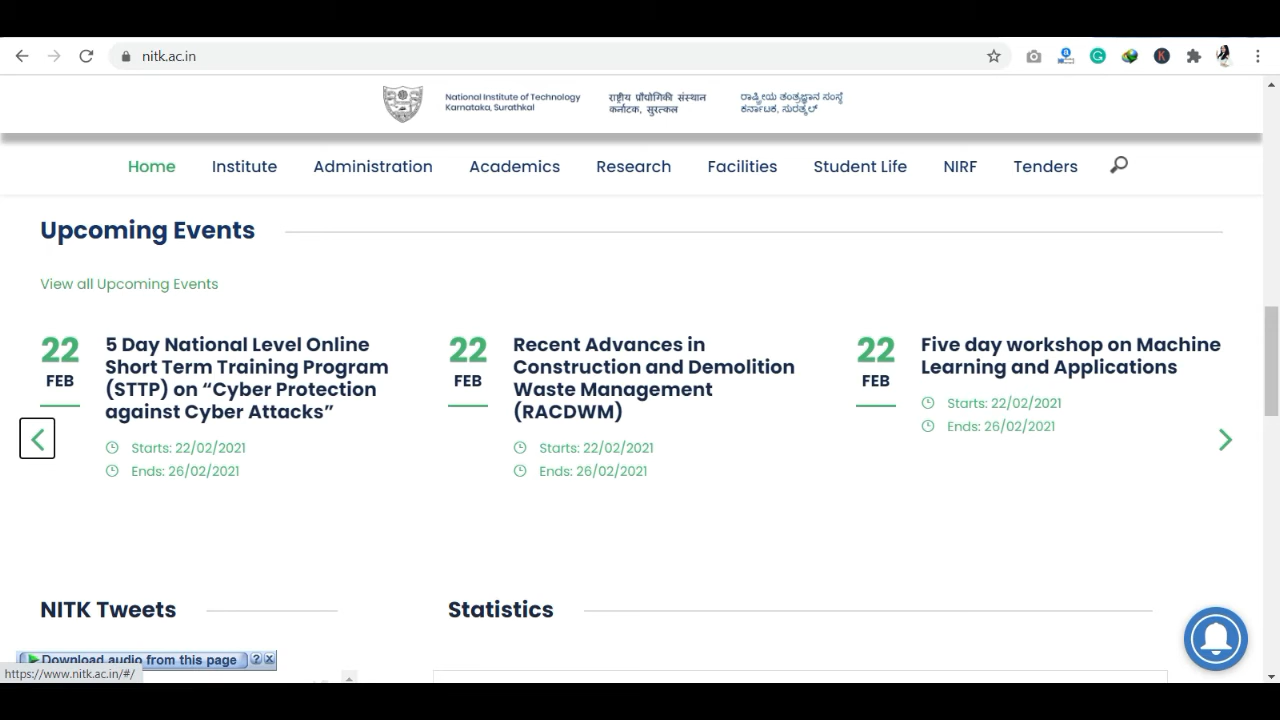 nitk.ac.in
National Institute of Technology
Karnataka, Surathkal
राष्ट्रीय प्रौद्योगिकी संस्थान
कर्नाटक, सुरत्कल
ರಾಷ್ಟ್ರೀಯ ತಂತ್ರಜ್ಞಾನ ಸಂಸ್ಥೆ
ಕರ್ನಾಟಕ, ಸುರತ್ಕಲ್
Home Institute Administration Academics Research Facilities Student Life NIRF Tenders
Upcoming Events
View all Upcoming Events
22
FEB
5 Day National Level Online
Short Term Training Program
(STTP) on “Cyber Protection
against Cyber Attacks”
Starts: 22/02/2021
Ends: 26/02/2021
22
FEB
Recent Advances in
Construction and Demolition
Waste Management
(RACDWM)
Starts: 22/02/2021
Ends: 26/02/2021
22
FEB
Five day workshop on Machine
Learning and Applications
Starts: 22/02/2021
Ends: 26/02/2021
NITK Tweets
Statistics
Download audio from this page ? x
https://www.nitk.ac.in/#/